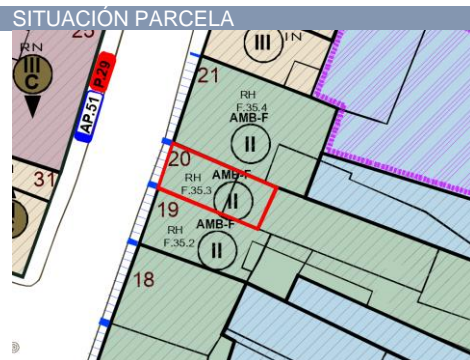 SITUACIÓN PARCELA
RN
III
C
P.29
AP.51
III
IN
21
RH
F.35.4
AMB-F
II
31
20
RH
F.35.3
AMB-F
II
19
RH
F.35.2
AMB-F
II
18